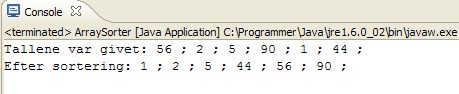 Console
<terminated> ArraySorter [Java Application] C:\Programmer\Java\jre1.6.0_02\bin\javaw.exe
Tallene var givet: 56 ; 2 ; 5 ; 90 ; 1 ; 44 ;
Efter sortering: 1 ; 2 ; 5 ; 44 ; 56 ; 90 ;